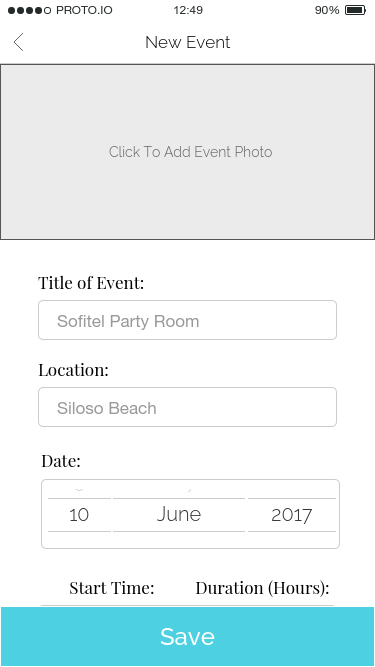 PROTO.IO 12:49 90%
New Event
Click To Add Event Photo
Title of Event:
Sofitel Party Room
Location:
Siloso Beach
Date:
10 June 2017
Start Time: Duration (Hours):
Save